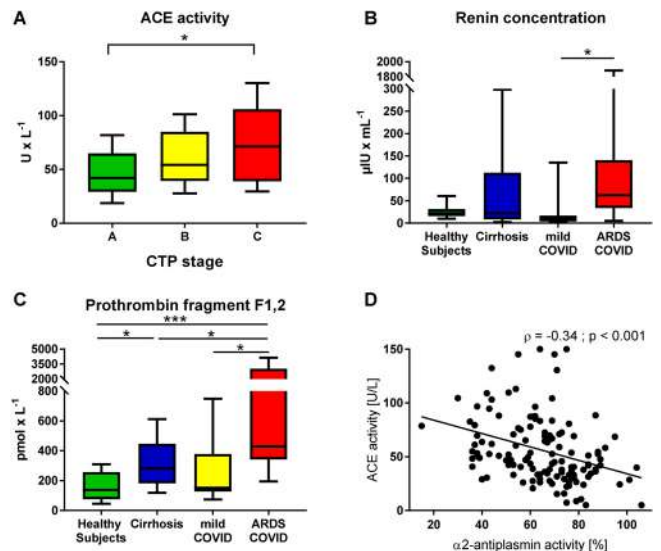 A
ACE activity
*
150
100
50
0
U x L⁻¹
A B C
CTP stage
B
Renin concentration
*
2000
1800
300
250
200
150
100
50
0
µIU x mL⁻¹
Healthy Subjects
Cirrhosis
mild COVID
ARDS COVID
C
Prothrombin fragment F1,2
***
* *
*
5000
4000
3000
2000
800
600
400
200
0
pmol x L⁻¹
Healthy Subjects
Cirrhosis
mild COVID
ARDS COVID
D
ρ = -0.34 ; p < 0.001
150
100
50
0
ACE activity [U/L]
20 40 60 80 100
α2-antiplasmin activity [%]